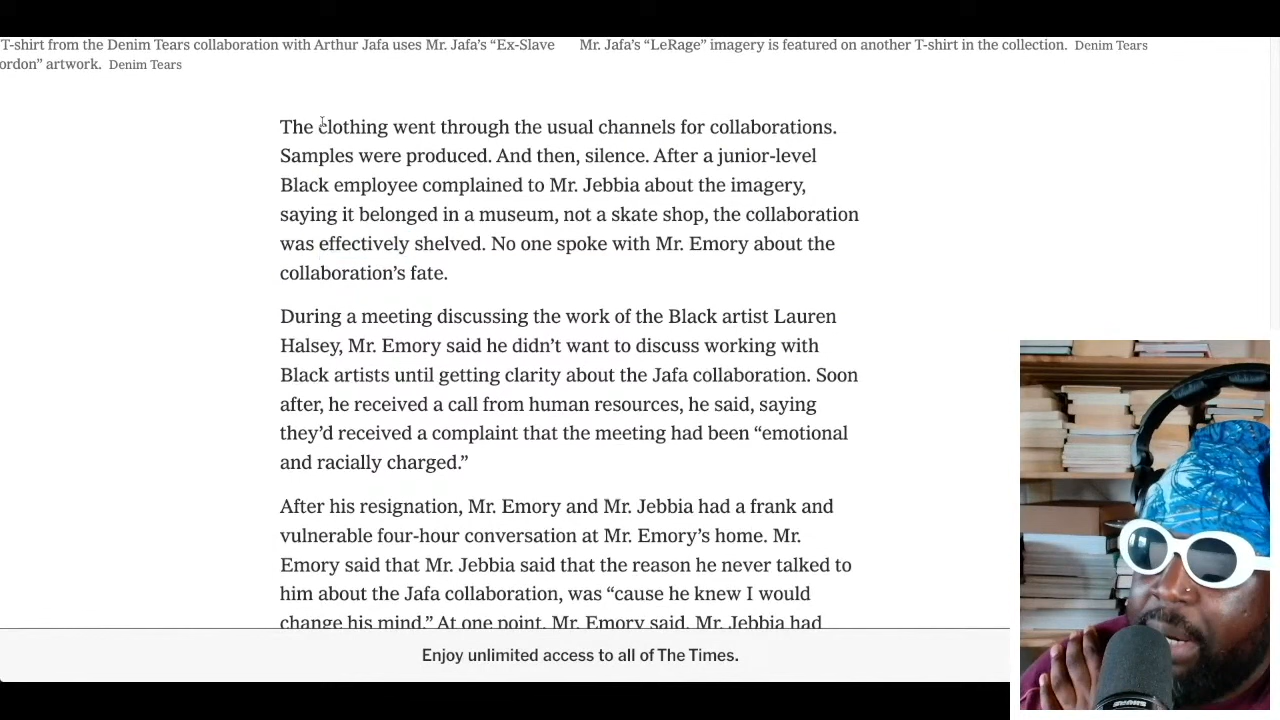 T-shirt from the Denim Tears collaboration with Arthur Jafa uses Mr. Jafa's “Ex-Slave
ordon” artwork. Denim Tears
Mr. Jafa's “LeRage” imagery is featured on another T-shirt in the collection. Denim Tears
The clothing went through the usual channels for collaborations.
Samples were produced. And then, silence. After a junior-level
Black employee complained to Mr. Jebbia about the imagery,
saying it belonged in a museum, not a skate shop, the collaboration
was effectively shelved. No one spoke with Mr. Emory about the
collaboration's fate.
During a meeting discussing the work of the Black artist Lauren
Halsey, Mr. Emory said he didn't want to discuss working with
Black artists until getting clarity about the Jafa collaboration. Soon
after, he received a call from human resources, he said, saying
they'd received a complaint that the meeting had been “emotional
and racially charged.”
After his resignation, Mr. Emory and Mr. Jebbia had a frank and
vulnerable four-hour conversation at Mr. Emory's home. Mr.
Emory said that Mr. Jebbia said that the reason he never talked to
him about the Jafa collaboration, was “cause he knew I would
change his mind.” At one point, Mr. Emory said, Mr. Jebbia had
Enjoy unlimited access to all of The Times.
SHURE